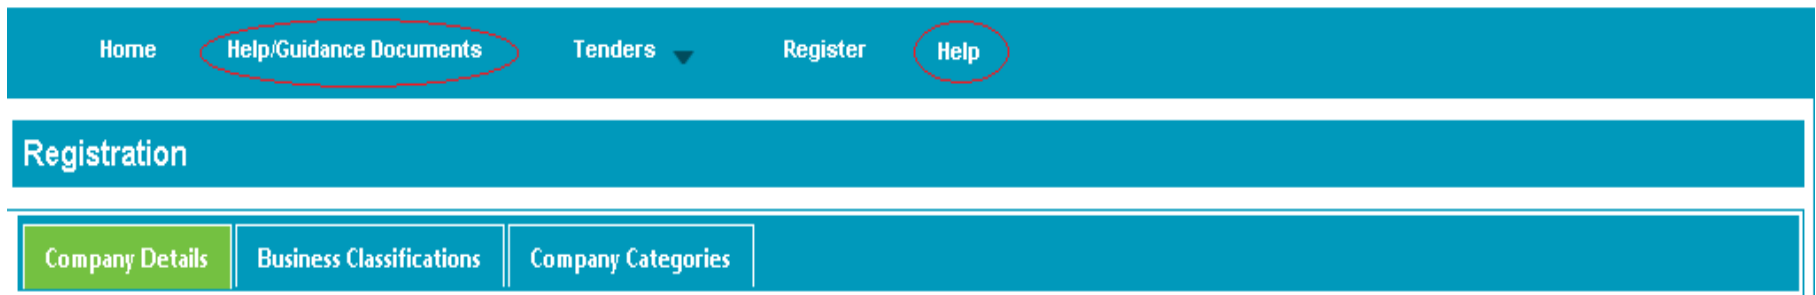 Home Help/Guidance Documents Tenders Register Help
Registration
Company Details Business Classifications Company Categories